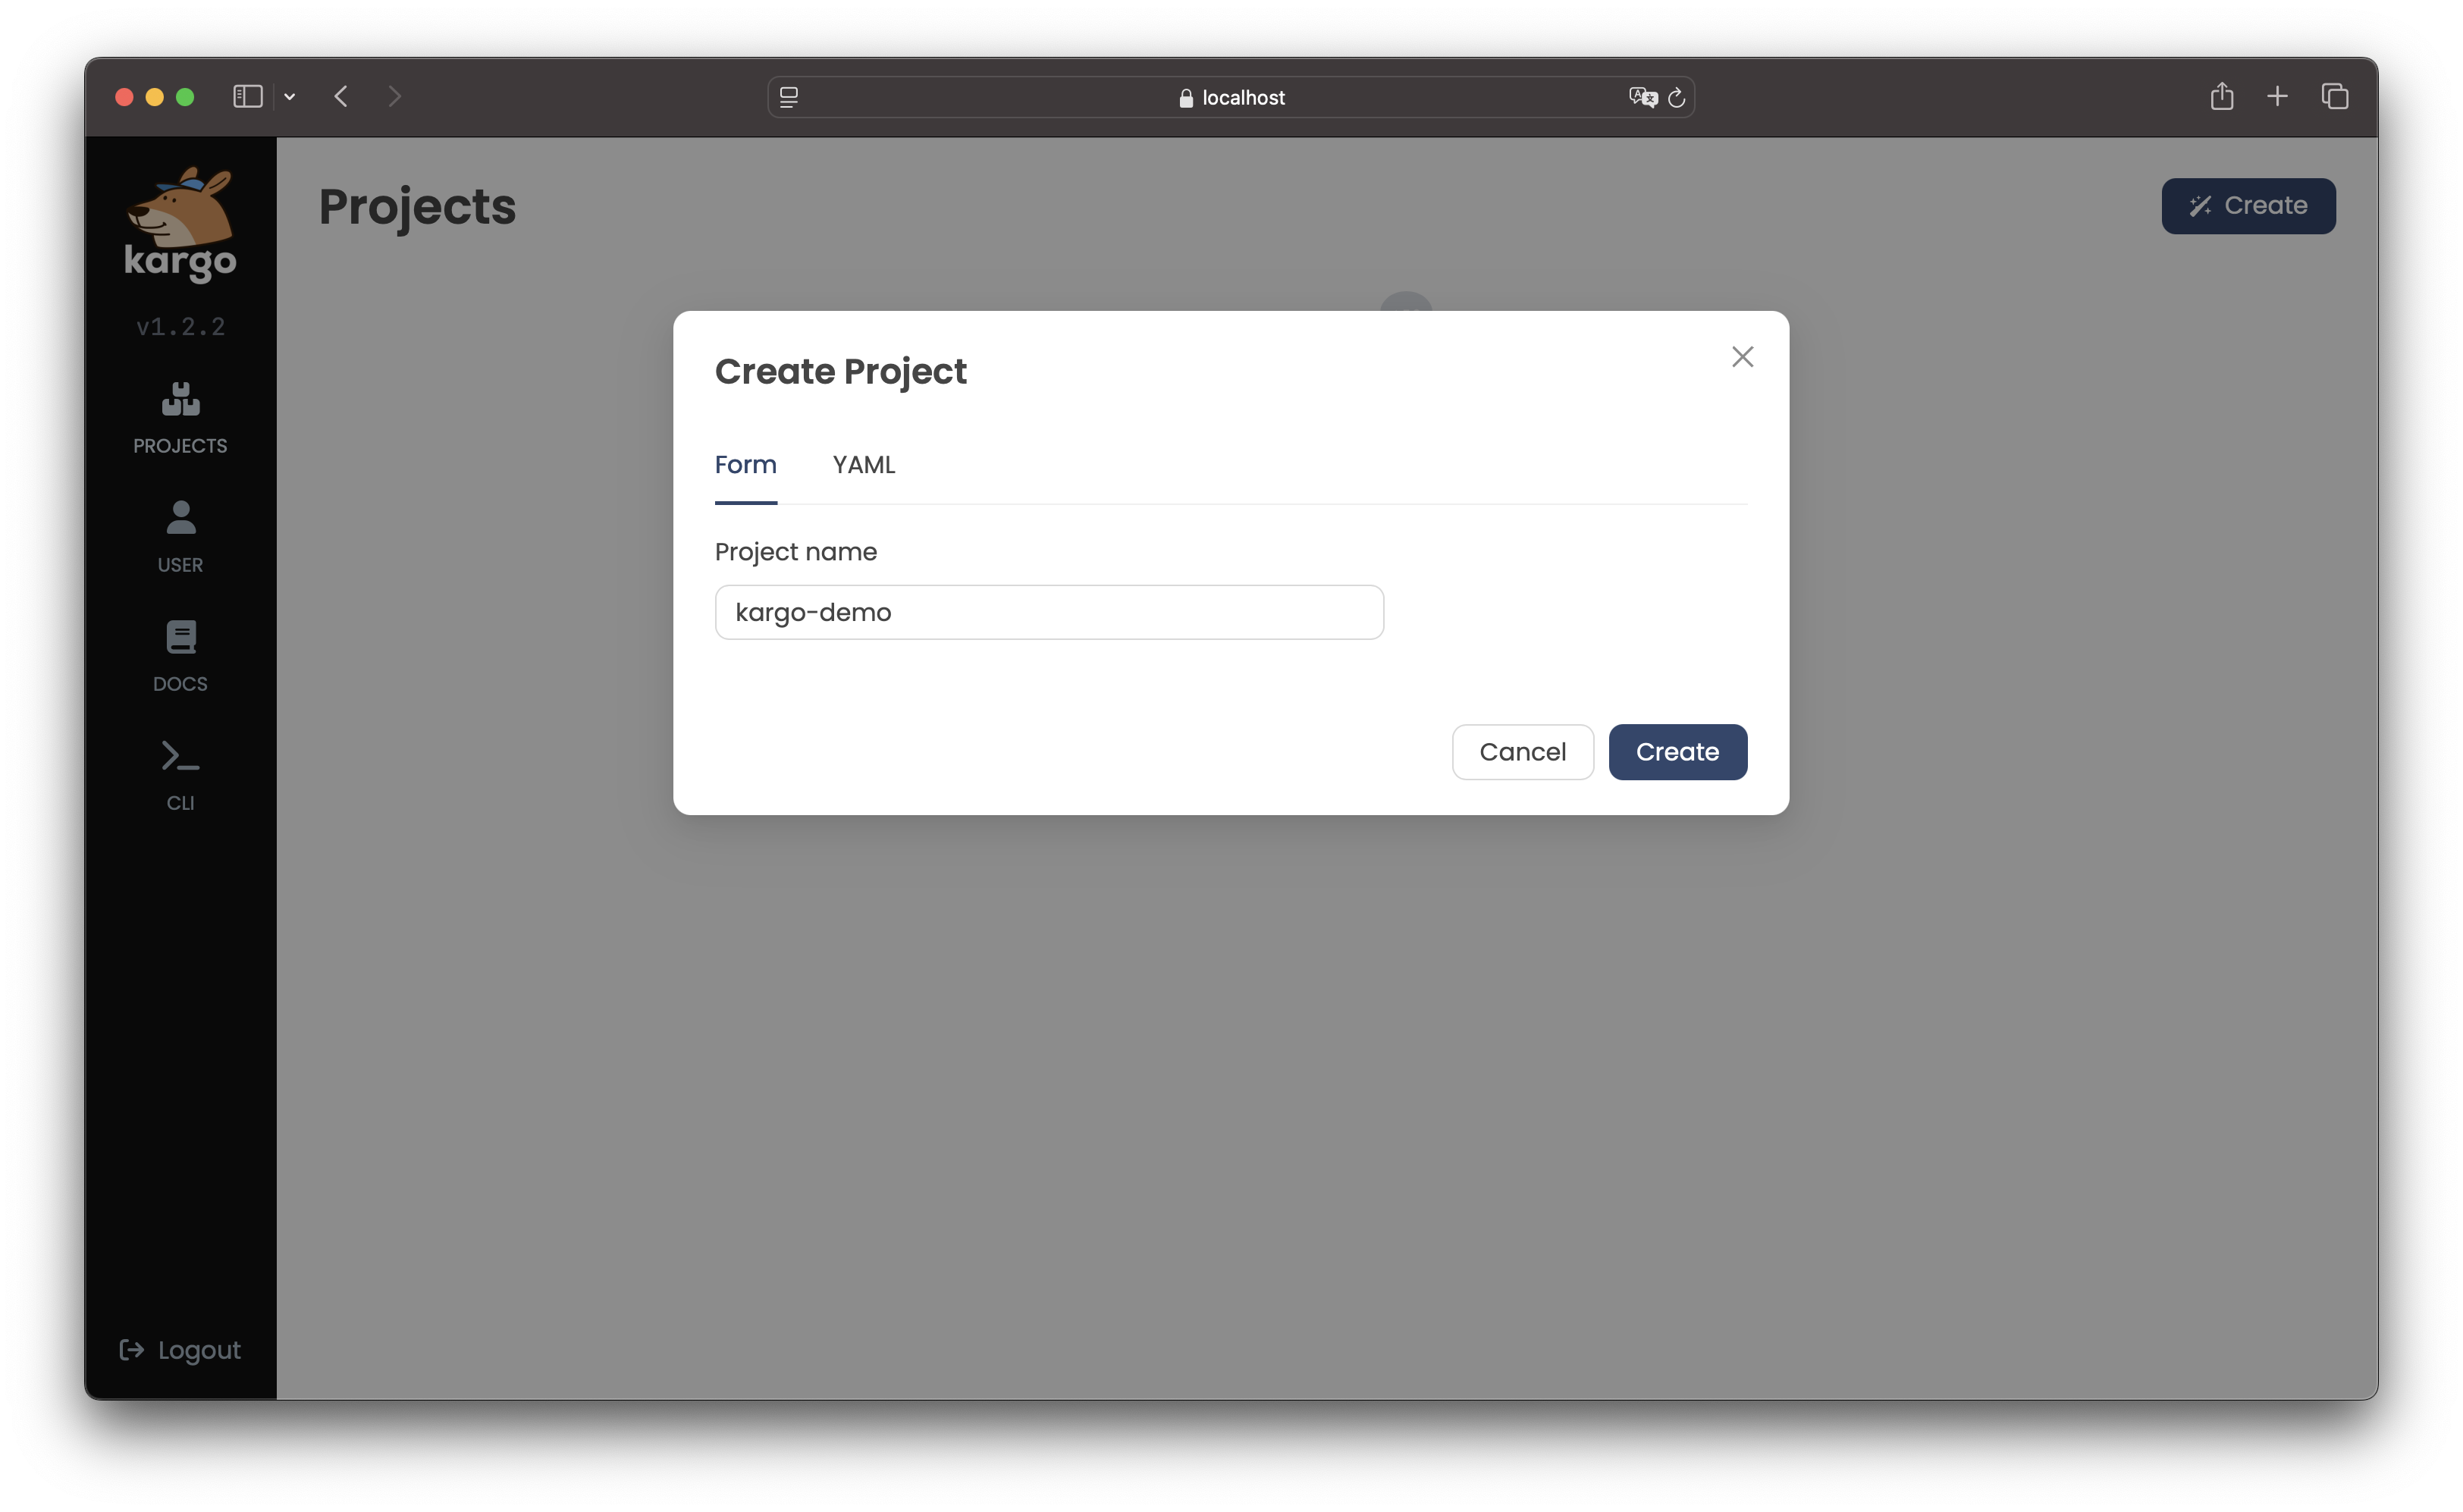 localhost
kargo
v1.2.2
PROJECTS
USER
DOCS
CLI
Logout
Projects
Create
Create Project
Form YAML
Project name
kargo-demo
Cancel Create